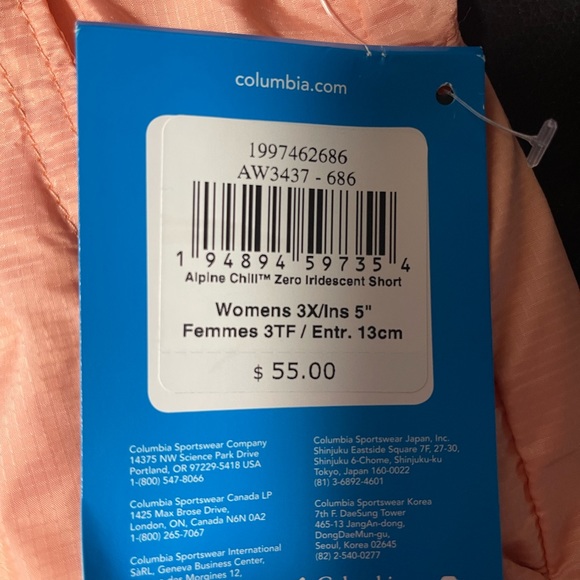 columbia.com
1997462686
AW3437 - 686
1 94894 59735 4
Alpine Chill™ Zero Iridescent Short
Womens 3X/Ins 5"
Femmes 3TF / Entr. 13cm
$ 55.00
Columbia Sportswear Company
14375 NW Science Park Drive
Portland, OR 97229-5418 USA
1-(800) 547-8066
Columbia Sportswear Canada LP
1425 Max Brose Drive,
London, ON, Canada N6N 0A2
1-(800) 265-7067
Columbia Sportswear International
SàRL, Geneva Business Center,
Morgines 12,
Columbia Sportswear Japan, Inc.
Shinjuku Eastside Square 7F, 27-30,
Shinjuku 6-Chome, Shinjuku-ku
Tokyo, Japan 160-0022
(81) 3-6892-4601
Columbia Sportswear Korea
7th F. DaeSung Tower
465-13 JangAn-dong,
DongDaeMun-gu,
Seoul, Korea 02645
(82) 2-540-0277
Columbia